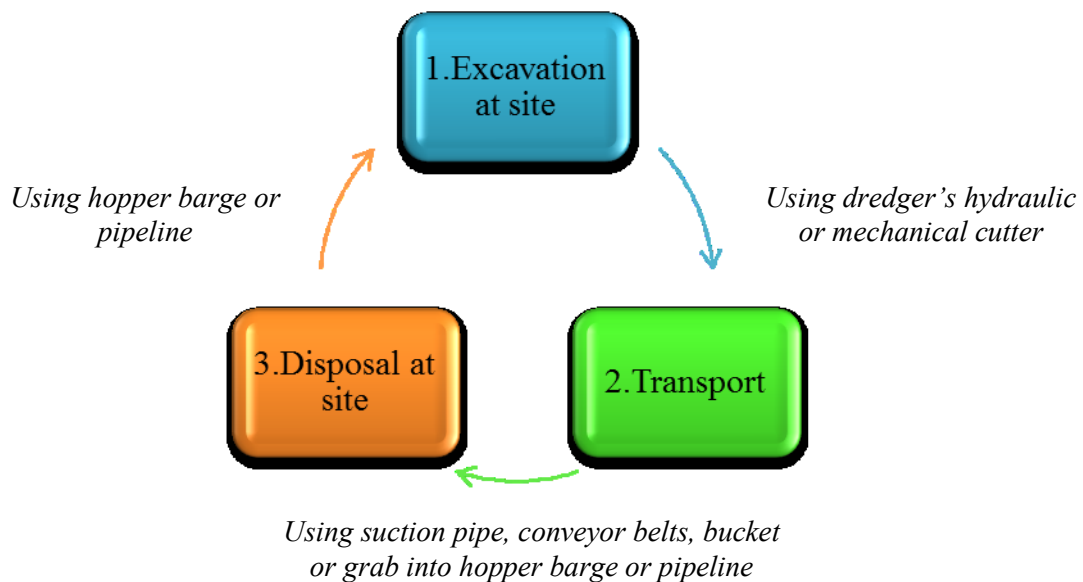 1.Excavation
at site
Using hopper barge or
pipeline
Using dredger’s hydraulic
or mechanical cutter
3.Disposal at
site
2.Transport
Using suction pipe, conveyor belts, bucket
or grab into hopper barge or pipeline